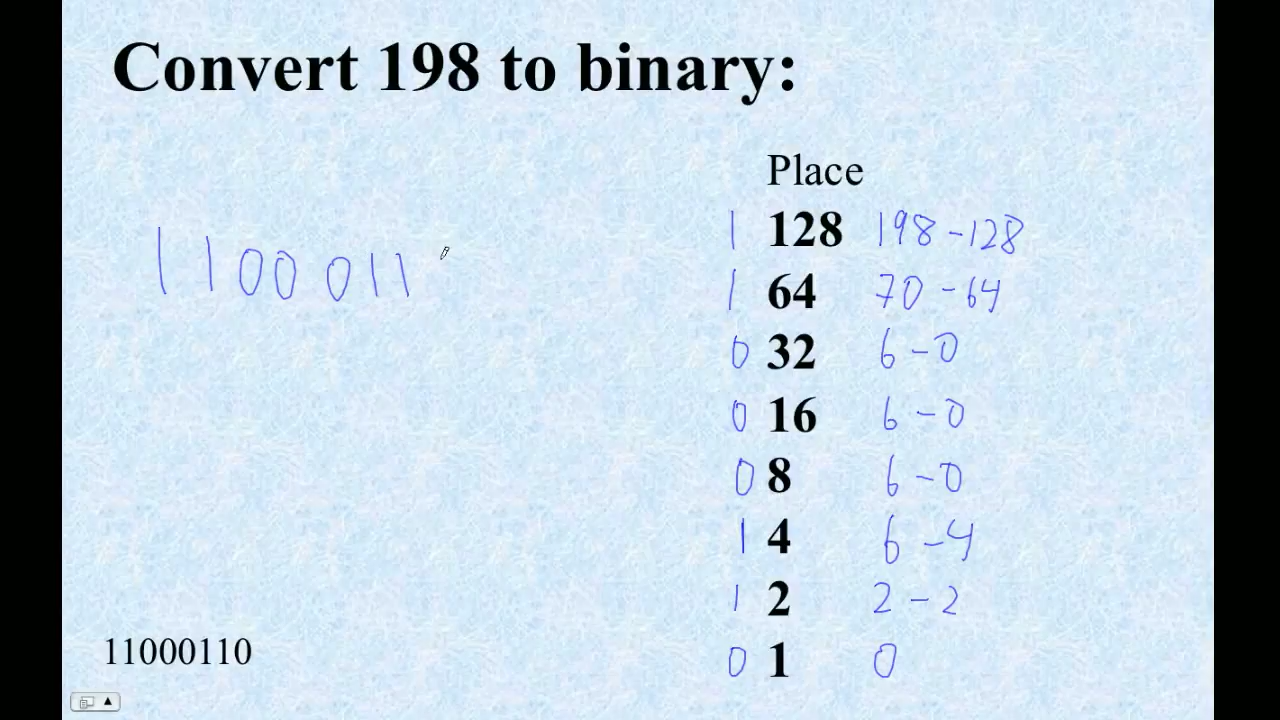 Convert 198 to binary:
Place
1 128 198-128
1100011
1 64 70-64
0 32 6-0
0 16 6-0
0 8 6-0
1 4 6-4
1 2 2-2
11000110
0 1 0